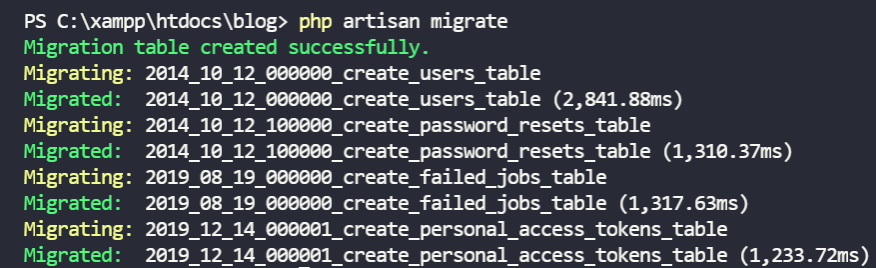 PS C:\xampp\htdocs\blog> php artisan migrate
Migration table created successfully.
Migrating: 2014_10_12_000000_create_users_table
Migrated:  2014_10_12_000000_create_users_table (2,841.88ms)
Migrating: 2014_10_12_100000_create_password_resets_table
Migrated:  2014_10_12_100000_create_password_resets_table (1,310.37ms)
Migrating: 2019_08_19_000000_create_failed_jobs_table
Migrated:  2019_08_19_000000_create_failed_jobs_table (1,317.63ms)
Migrating: 2019_12_14_000001_create_personal_access_tokens_table
Migrated:  2019_12_14_000001_create_personal_access_tokens_table (1,233.72ms)